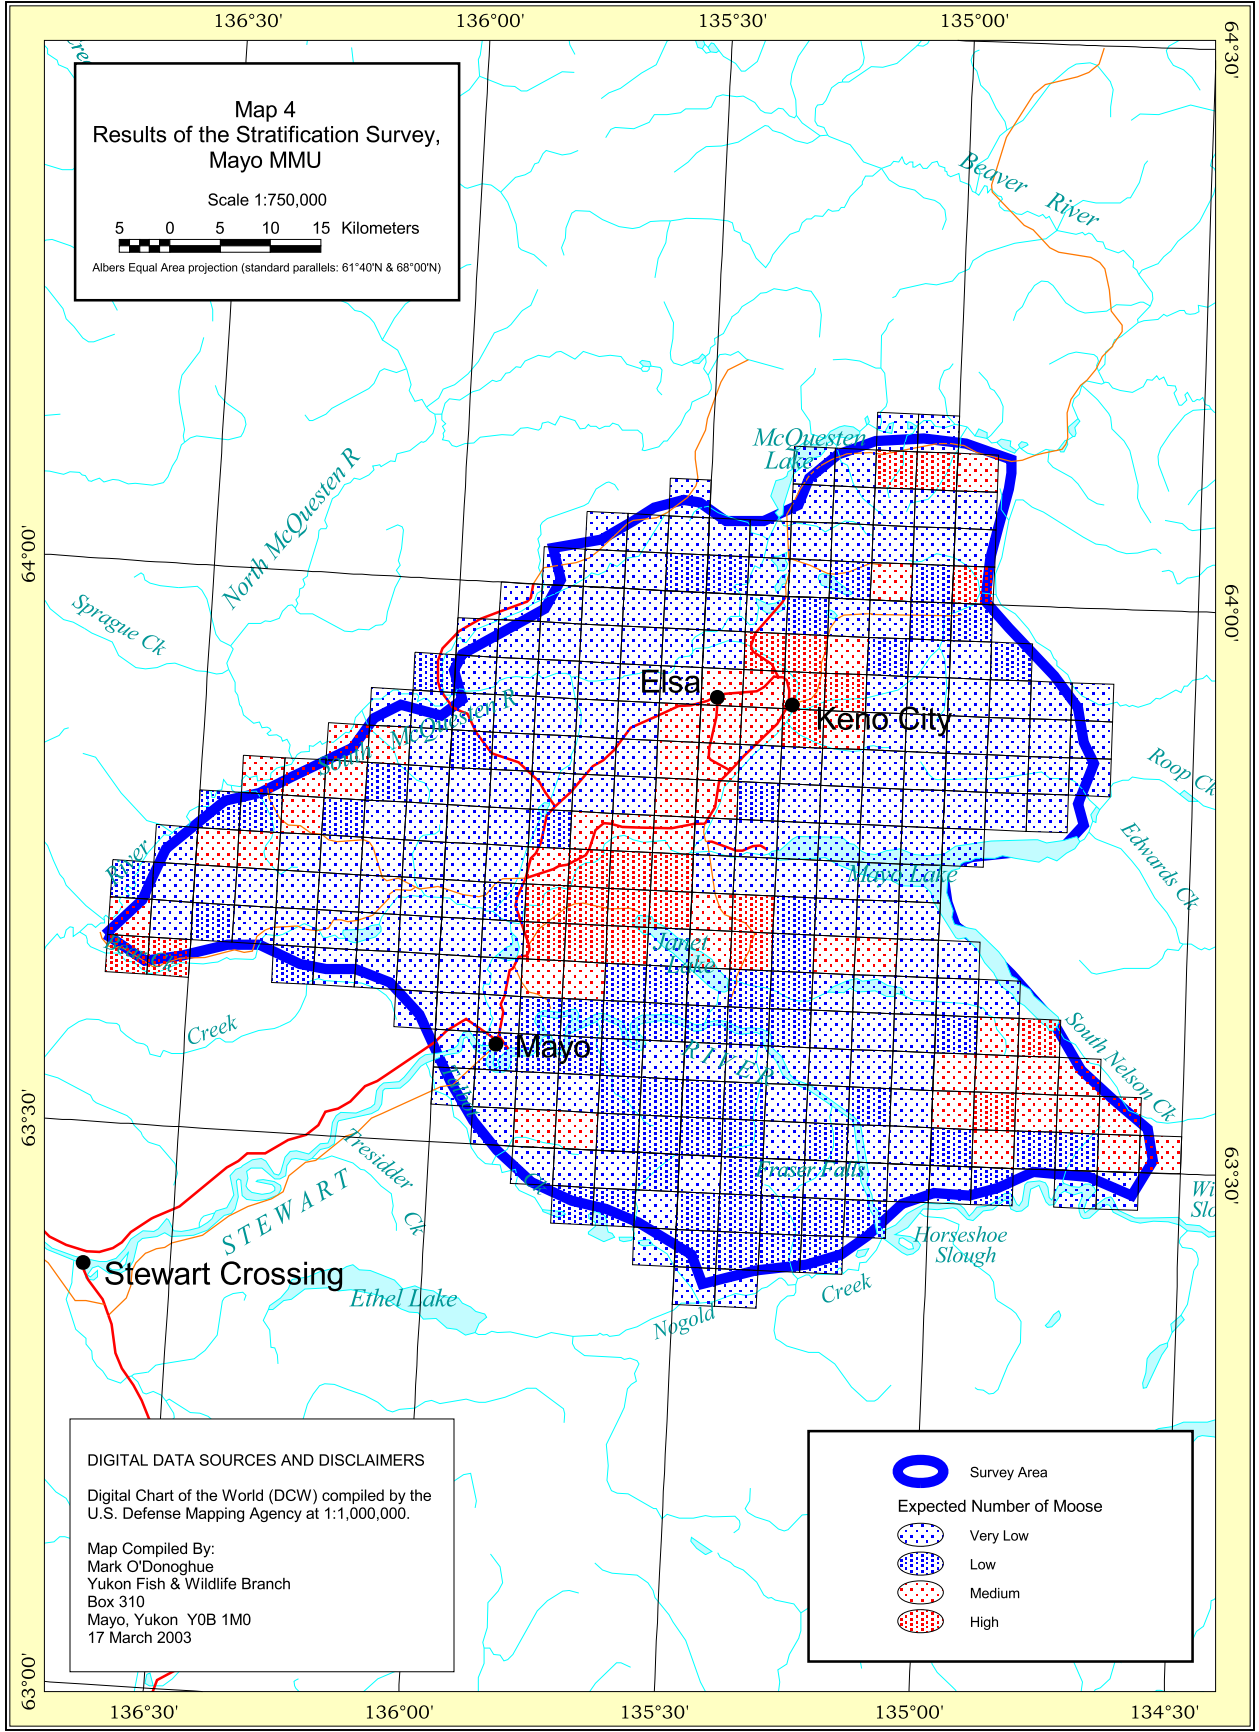 136°30'
136°00'
135°30'
135°00'
64°30'
Map 4
Results of the Stratification Survey,
Mayo MMU
Scale 1:750,000
5 0 5 10 15 Kilometers
Albers Equal Area projection (standard parallels: 61°40'N & 68°00'N)
Beaver River
McQuesten
Lake
North McQuesten R
64°00'
Sprague Ck
64°00'
Elsa
South McQuesten R
Keno City
Roop Ck
Edwards Ck
River
Mayo Lake
Janet
Lake
Creek
Mayo
RIVER
South Nelson Ck
63°30'
Tresidder
Ck
Fraser Falls
63°30'
STEWART
Ck
Horseshoe
Slough
Stewart Crossing
Ethel Lake
Nogold
Creek
DIGITAL DATA SOURCES AND DISCLAIMERS
Digital Chart of the World (DCW) compiled by the
U.S. Defense Mapping Agency at 1:1,000,000.
Map Compiled By:
Mark O'Donoghue
Yukon Fish & Wildlife Branch
Box 310
Mayo, Yukon Y0B 1M0
17 March 2003
Survey Area
Expected Number of Moose
Very Low
Low
Medium
High
63°00'
136°30'
136°00'
135°30'
135°00'
134°30'